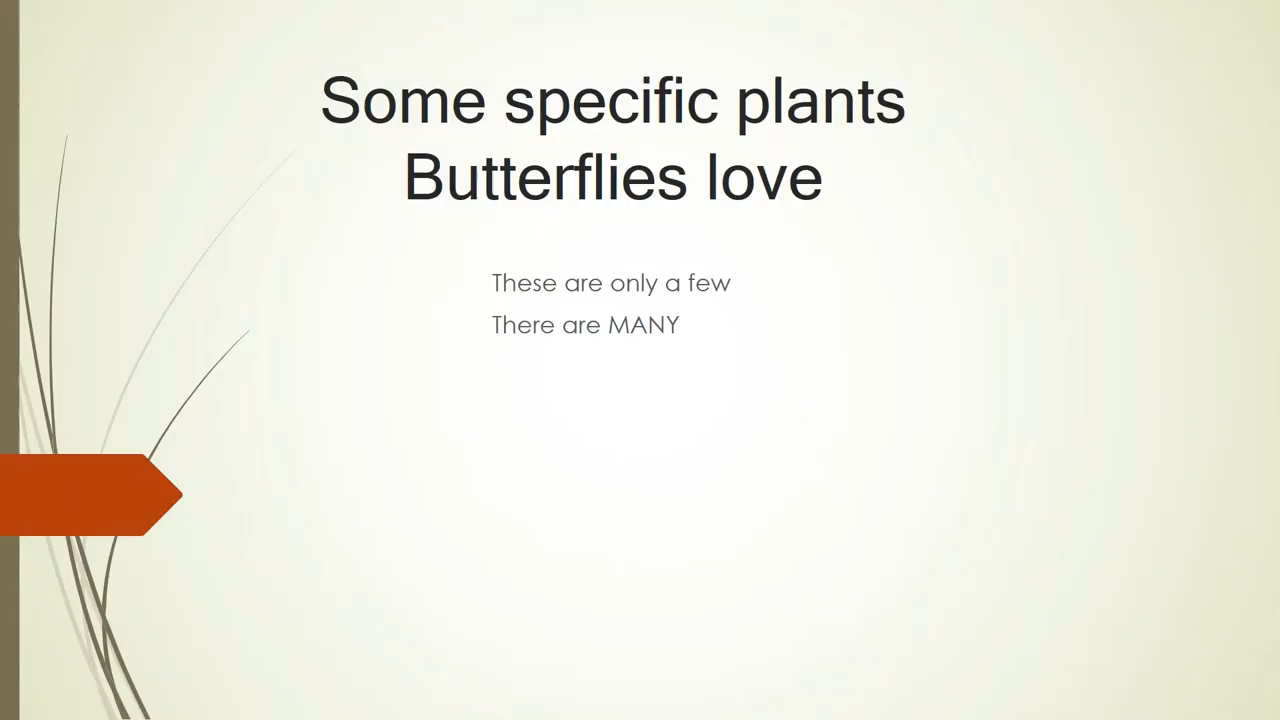 Some specific plants
Butterflies love
These are only a few
There are MANY